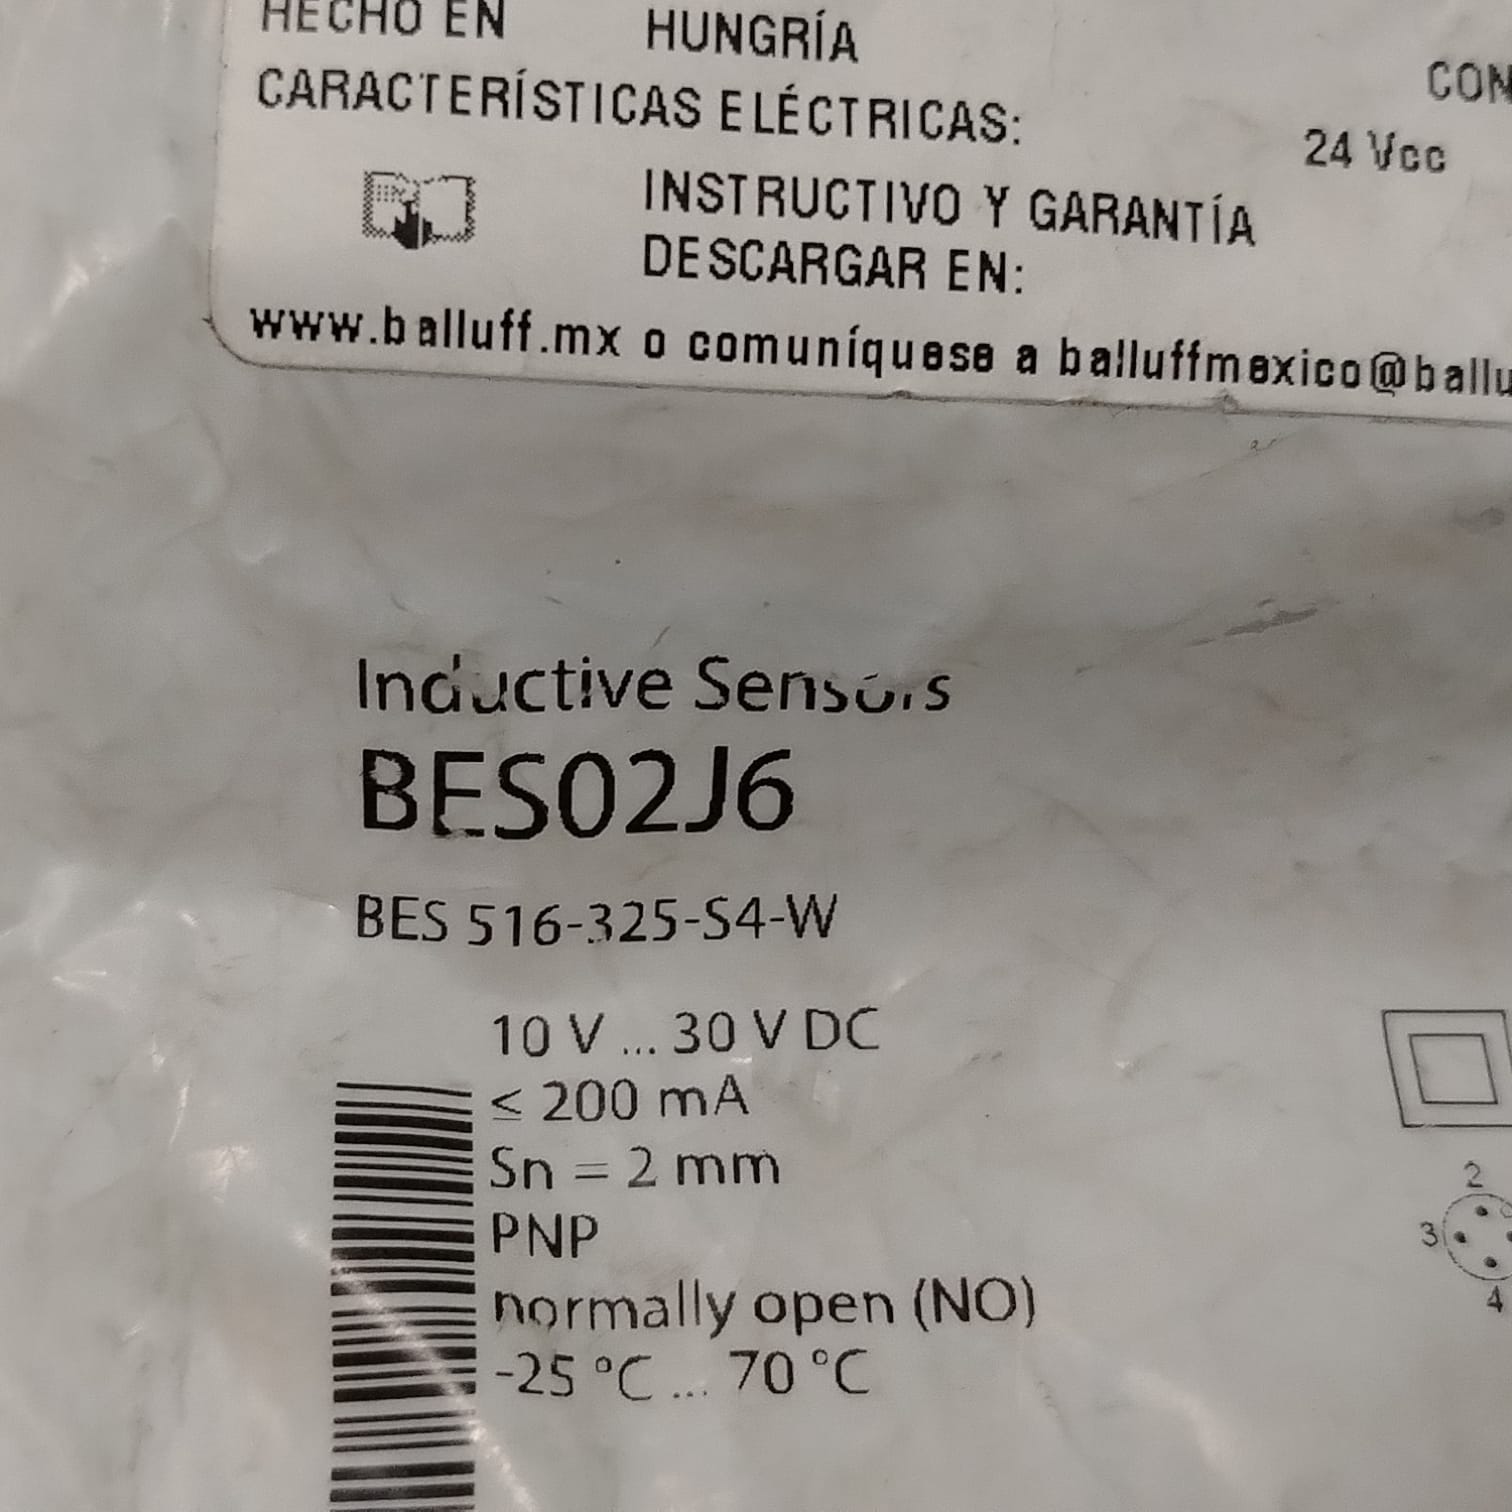 HECHO EN HUNGRÍA
CON
CARACTERÍSTICAS ELÉCTRICAS:
24 Vcc
INSTRUCTIVO Y GARANTÍA
DESCARGAR EN:
www.balluff.mx o comuníquese a balluffmexico@ballu
Inductive Sensors
BES02J6
BES 516-325-S4-W
10 V ... 30 V DC
≤ 200 mA
Sn = 2 mm
PNP
normally open (NO)
-25 °C ... 70 °C
2
3
4